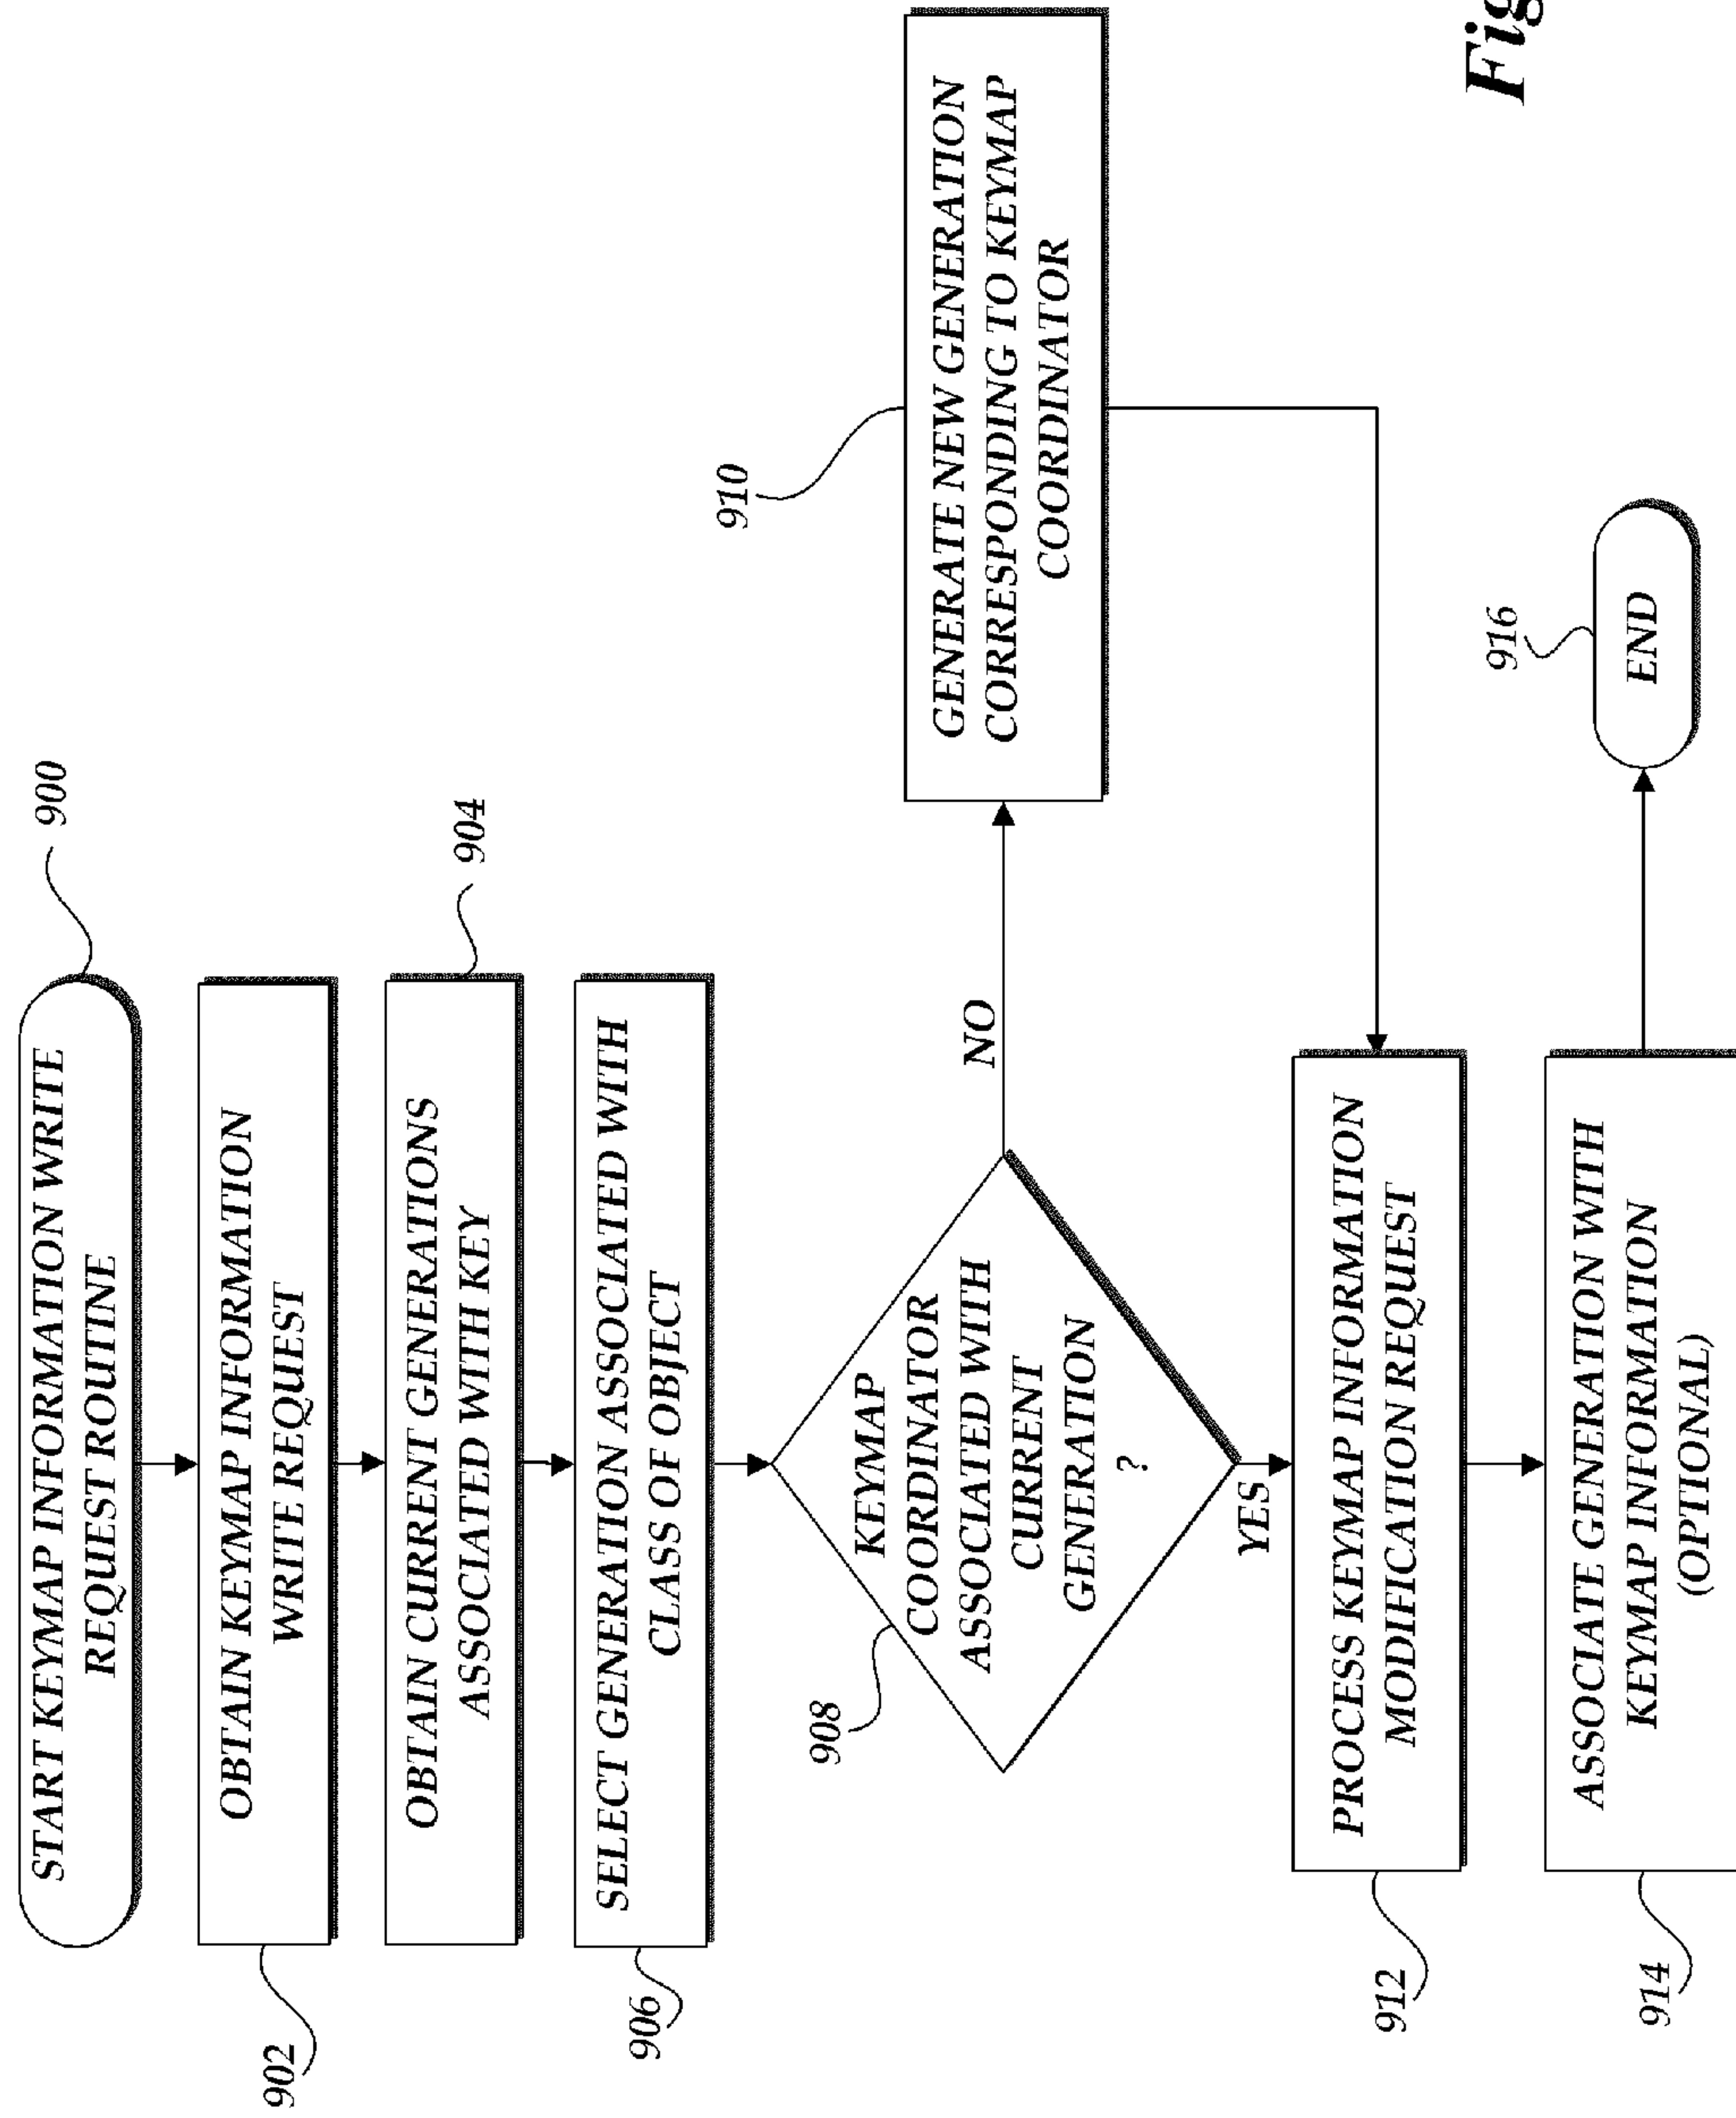 START KEYMAP INFORMATION WRITE
REQUEST ROUTINE
900
OBTAIN KEYMAP INFORMATION
WRITE REQUEST
902
OBTAIN CURRENT GENERATIONS
ASSOCIATED WITH KEY
904
SELECT GENERATION ASSOCIATED WITH
CLASS OF OBJECT
906
KEYMAP
COORDINATOR
ASSOCIATED WITH
CURRENT
GENERATION
?
908
NO
YES
GENERATE NEW GENERATION
CORRESPONDING TO KEYMAP
COORDINATOR
910
PROCESS KEYMAP INFORMATION
MODIFICATION REQUEST
912
ASSOCIATE GENERATION WITH
KEYMAP INFORMATION
(OPTIONAL)
914
END
916
Fig